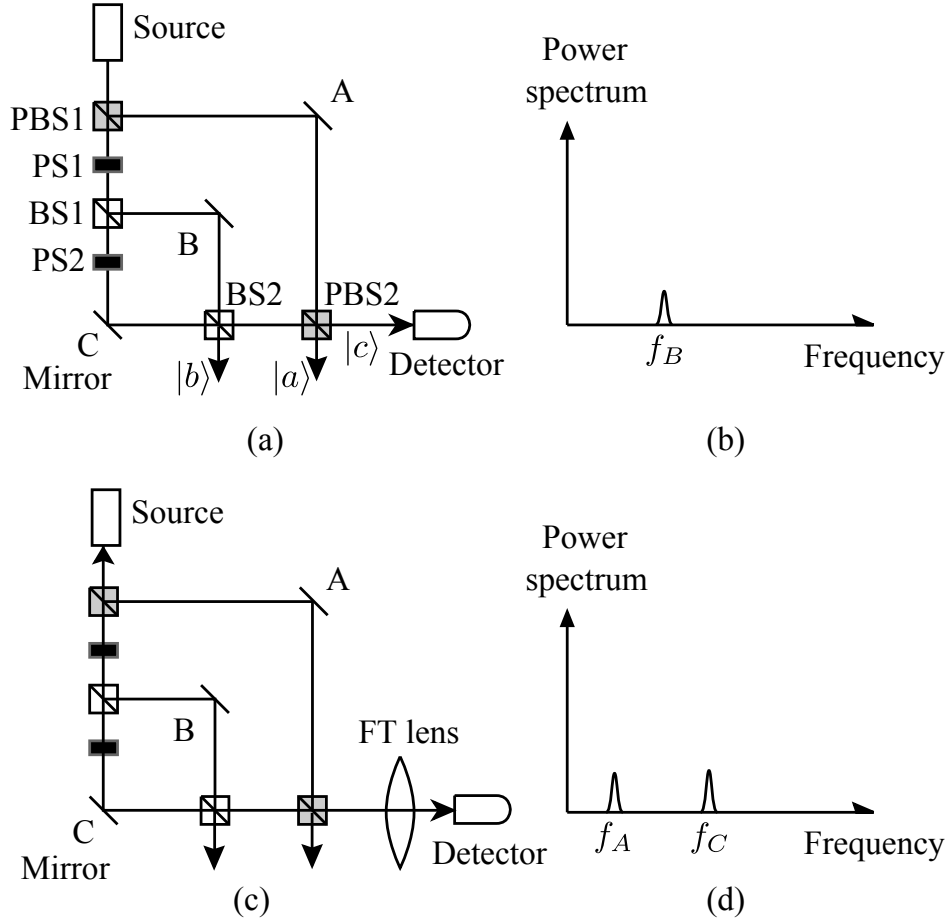 Source
PBS1
PS1
BS1
PS2
A
B
BS2
PBS2
C
Mirror
|b⟩
|a⟩
|c⟩
Detector
(a)
Power
spectrum
f_B
Frequency
(b)
Source
A
B
FT lens
C
Mirror
Detector
(c)
Power
spectrum
f_A
f_C
Frequency
(d)